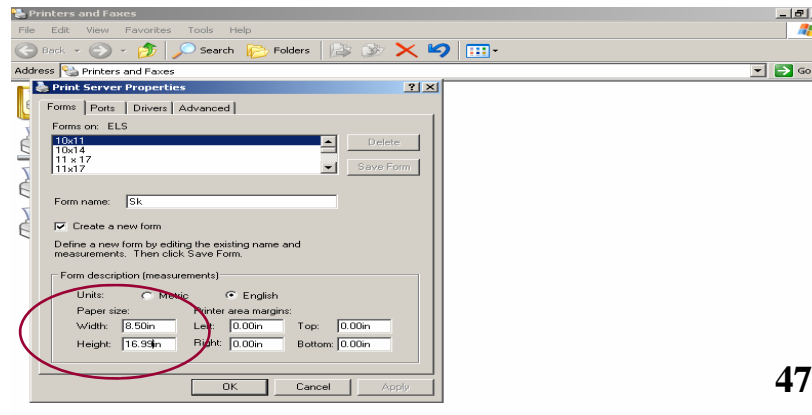 Printers and Faxes
File Edit View Favorites Tools Help
Back Search Folders
Address Printers and Faxes Go
Print Server Properties
Forms Ports Drivers Advanced
Forms on: ELS
10x11
10x14
11 x 17
11x17
Delete
Save Form
Form name: Sk
Create a new form
Define a new form by editing the existing name and
measurements. Then click Save Form.
Form description (measurements)
Units: Metric English
Paper size: Printer area margins:
Width: 8.50in Left: 0.00in Top: 0.00in
Height: 16.99in Right: 0.00in Bottom: 0.00in
OK Cancel Apply
47